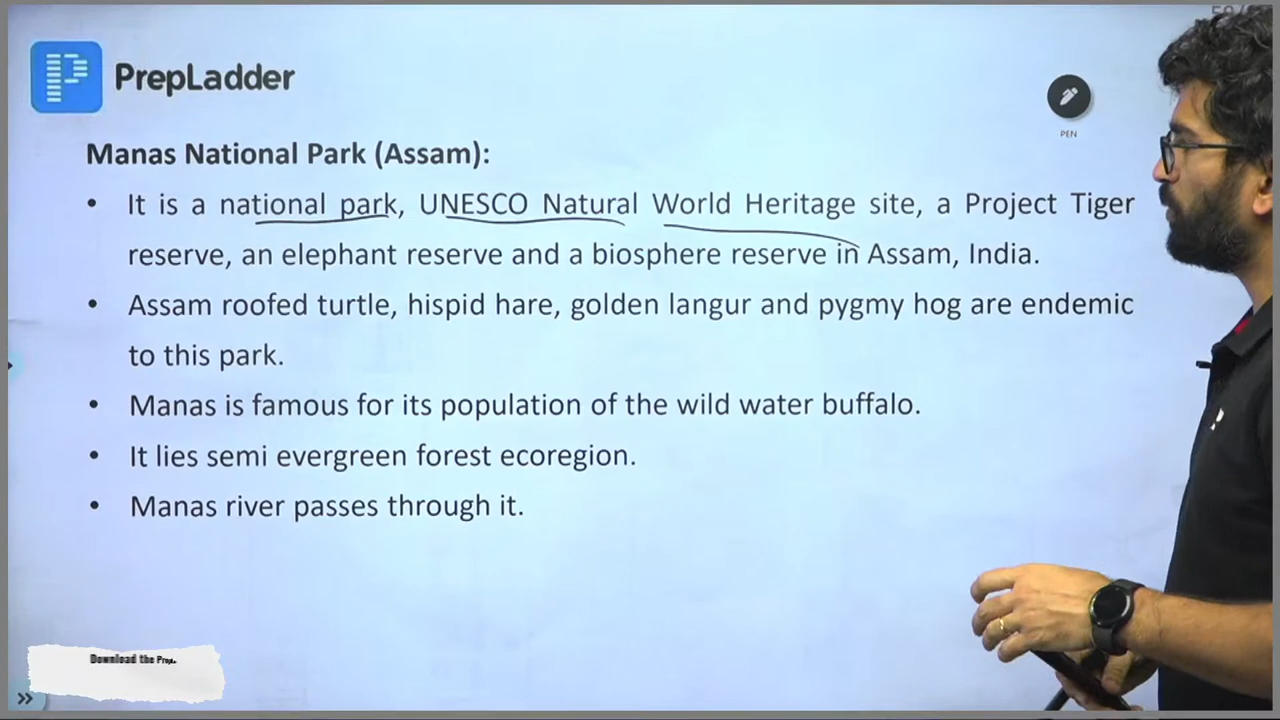 PrepLadder
PEN
Manas National Park (Assam):
• It is a national park, UNESCO Natural World Heritage site, a Project Tiger
reserve, an elephant reserve and a biosphere reserve in Assam, India.
• Assam roofed turtle, hispid hare, golden langur and pygmy hog are endemic
to this park.
• Manas is famous for its population of the wild water buffalo.
• It lies semi evergreen forest ecoregion.
• Manas river passes through it.
Download the